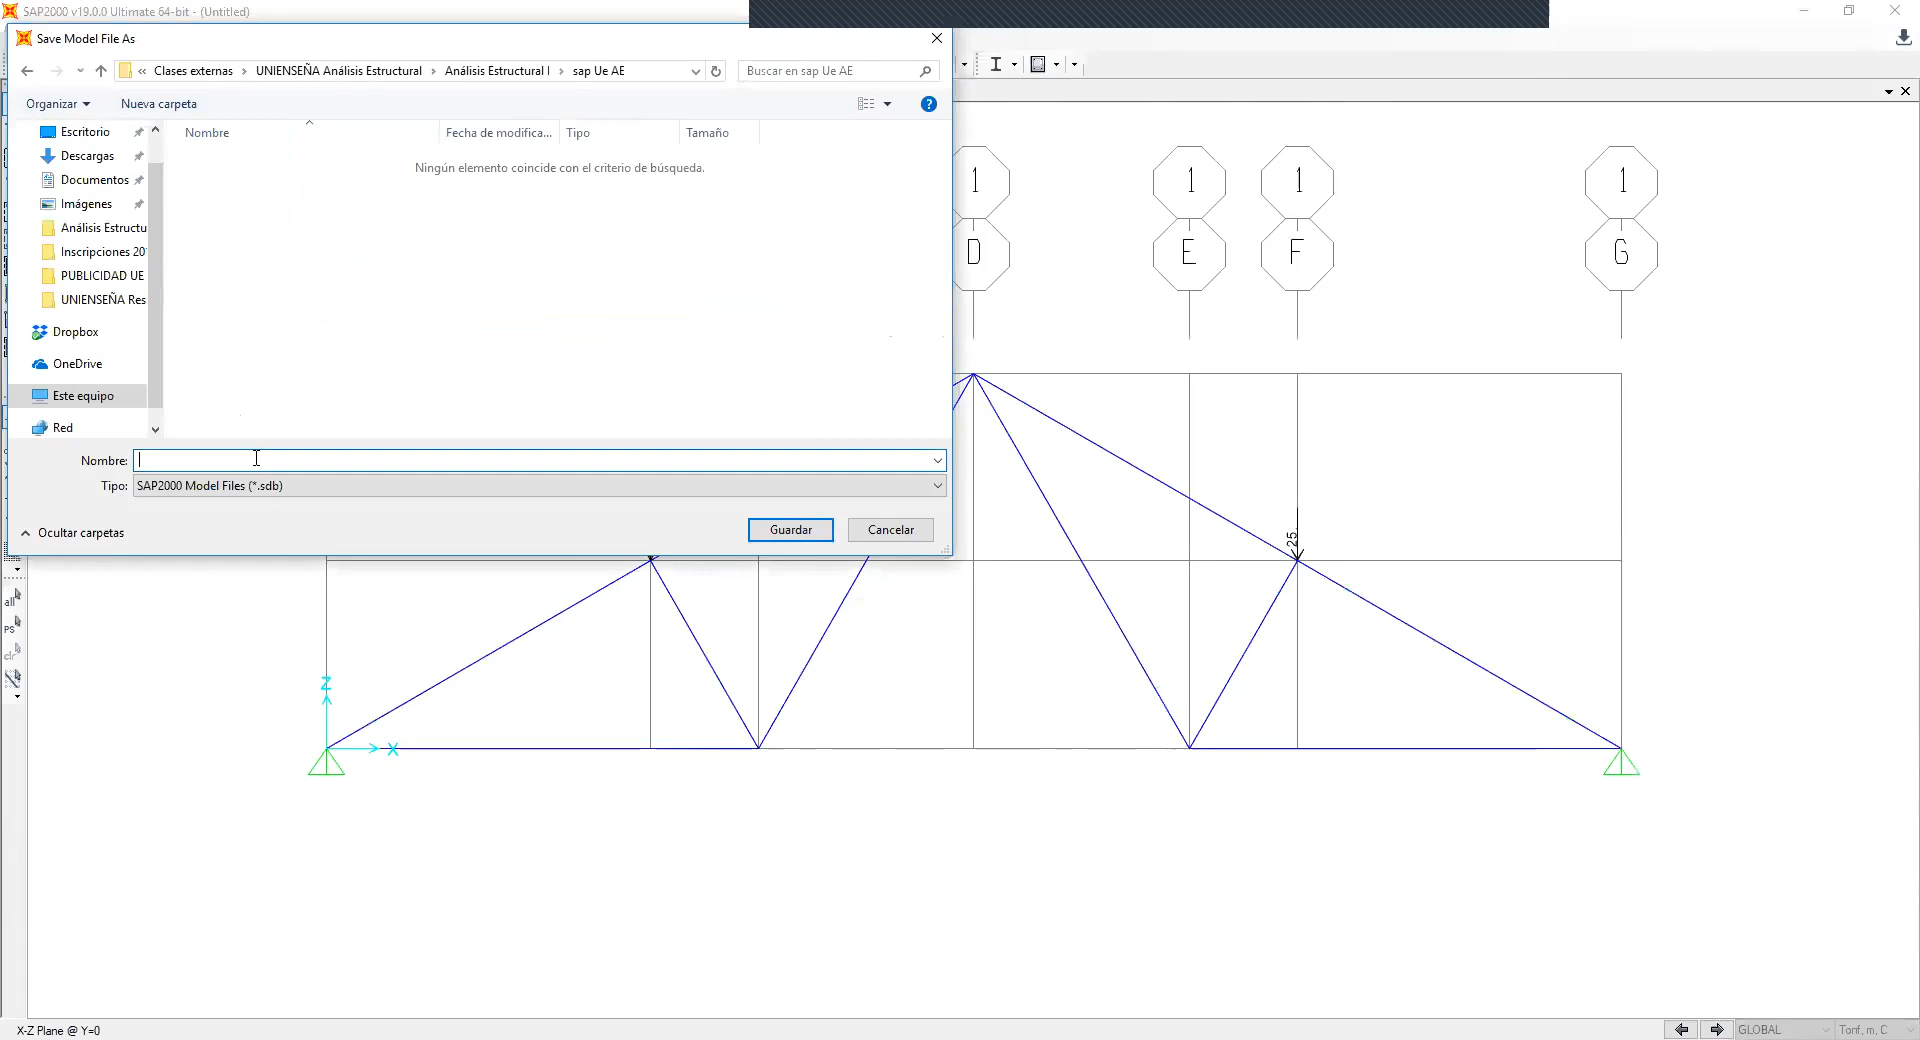 SAP2000 v19.0.0 Ultimate 64-bit - (Untitled)
Save Model File As
« Clases externas › UNIENSEÑA Análisis Estructural › Análisis Estructural I › sap Ue AE
Buscar en sap Ue AE
Organizar
Nueva carpeta
Nombre
Fecha de modifica...
Tipo
Tamaño
Ningún elemento coincide con el criterio de búsqueda.
Escritorio
Descargas
Documentos
Imágenes
Análisis Estructu
Inscripciones 20
PUBLICIDAD UE
UNIENSEÑA Res
Dropbox
OneDrive
Este equipo
Red
Nombre:
Tipo:
SAP2000 Model Files (*.sdb)
Ocultar carpetas
Guardar
Cancelar
1 1 1 1
D E F G
25.
all
PS
clr
Z
X
X-Z Plane @ Y=0
GLOBAL
Tonf, m, C